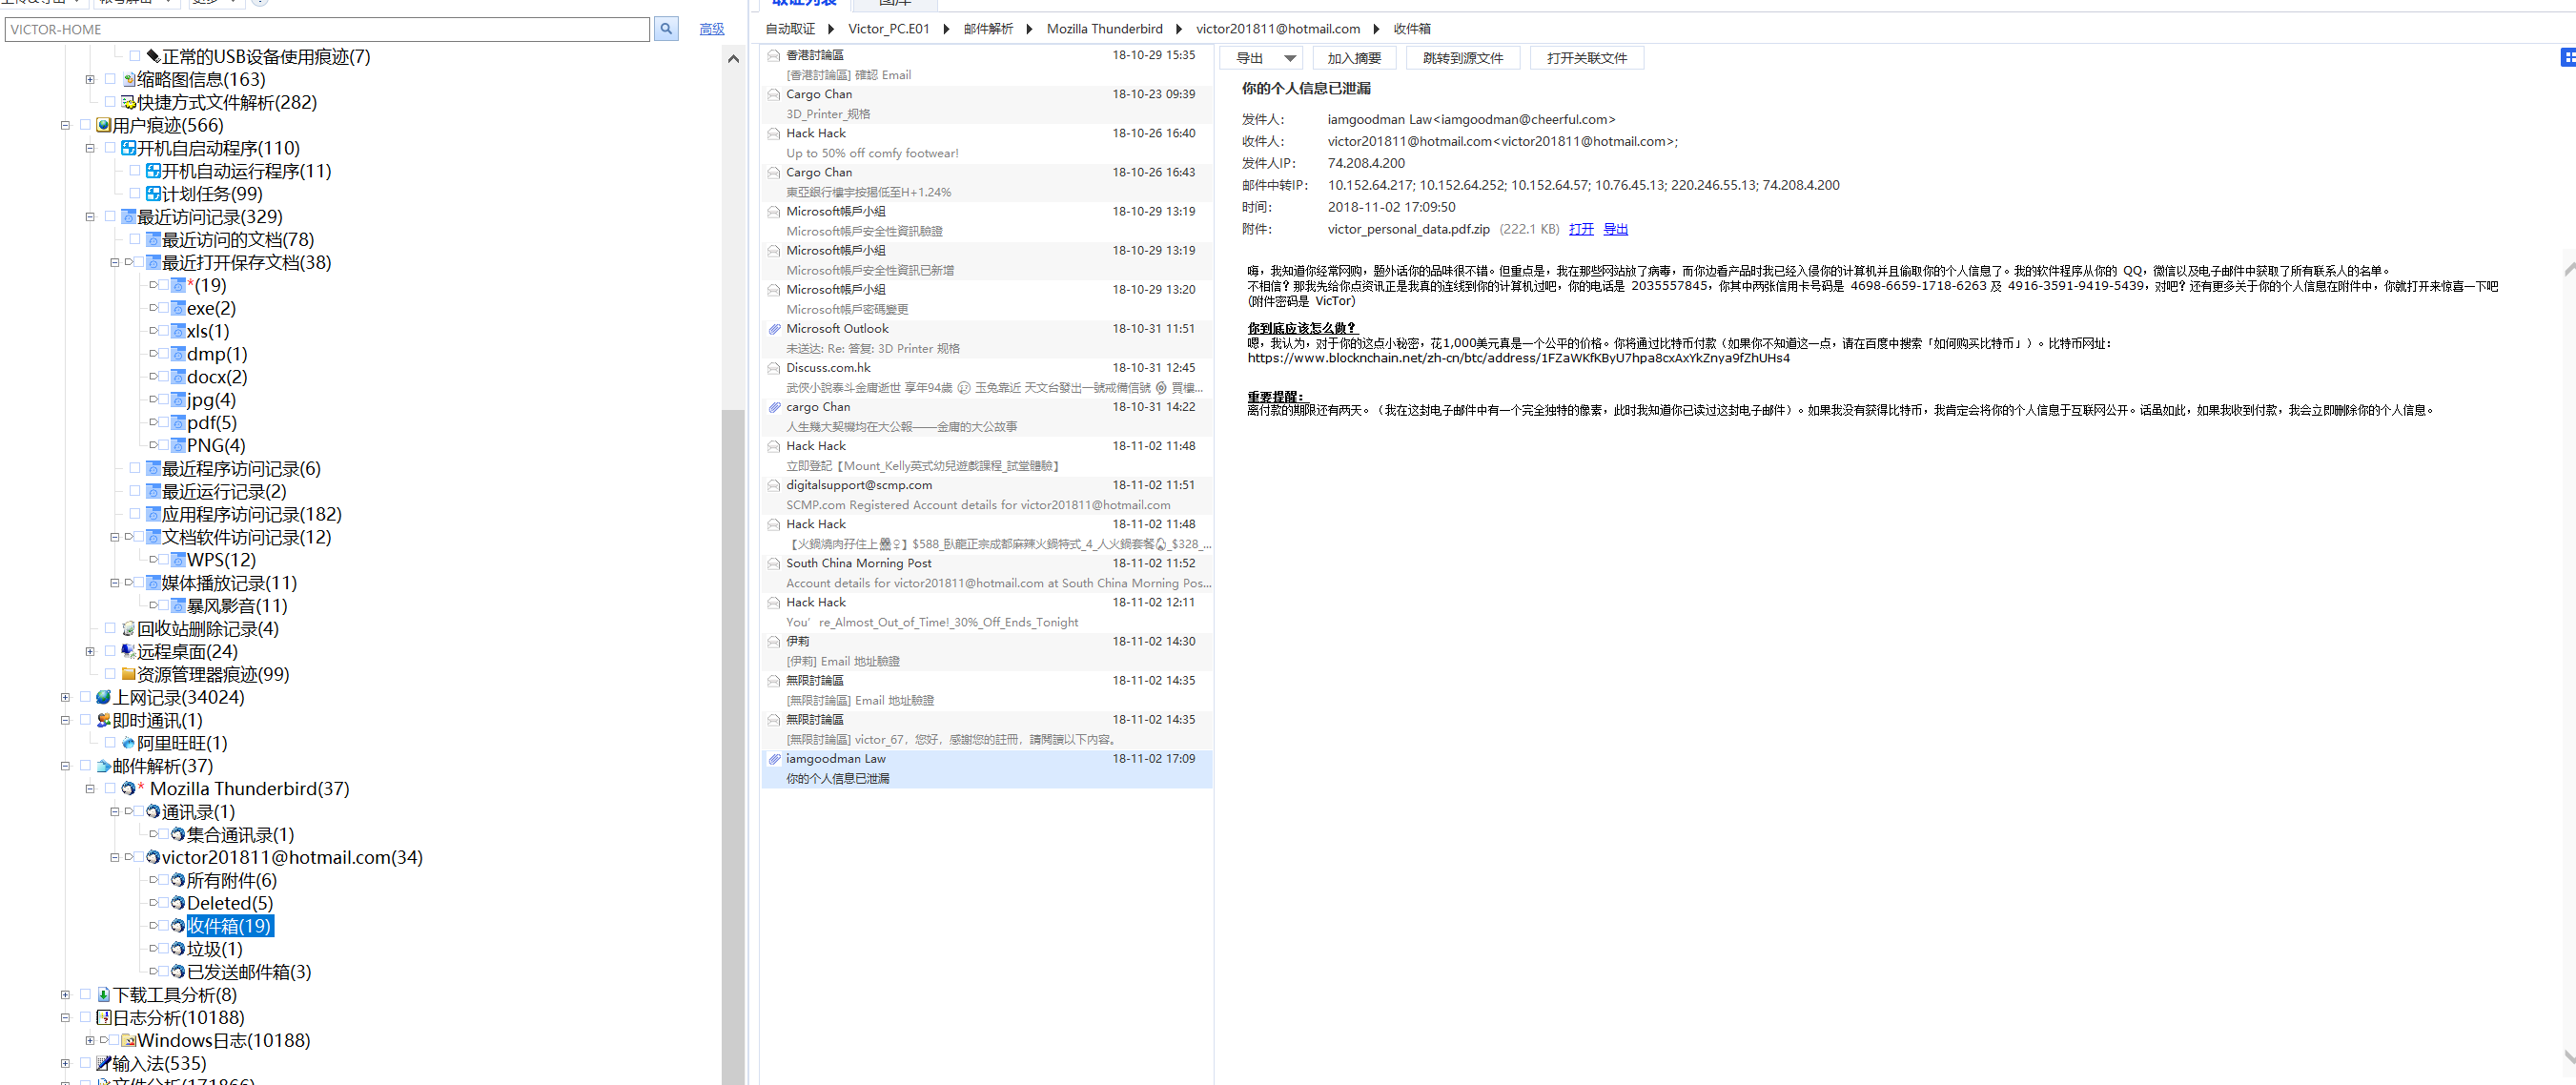 VICTOR-HOME
高级
正常的USB设备使用痕迹(7)
缩略图信息(163)
快捷方式文件解析(282)
用户痕迹(566)
开机自启动程序(110)
开机自动运行程序(11)
计划任务(99)
最近访问记录(329)
最近访问的文档(78)
最近打开保存文档(38)
*(19)
exe(2)
xls(1)
dmp(1)
docx(2)
jpg(4)
pdf(5)
PNG(4)
最近程序访问记录(6)
最近运行记录(2)
应用程序访问记录(182)
文档软件访问记录(12)
WPS(12)
媒体播放记录(11)
暴风影音(11)
回收站删除记录(4)
远程桌面(24)
资源管理器痕迹(99)
上网记录(34024)
即时通讯(1)
阿里旺旺(1)
邮件解析(37)
* Mozilla Thunderbird(37)
通讯录(1)
集合通讯录(1)
victor201811@hotmail.com(34)
所有附件(6)
Deleted(5)
收件箱(19)
垃圾(1)
已发送邮件箱(3)
下载工具分析(8)
日志分析(10188)
Windows日志(10188)
输入法(535)
自动取证 Victor_PC.E01 邮件解析 Mozilla Thunderbird victor201811@hotmail.com 收件箱
香港討論區 18-10-29 15:35
[香港討論區] 確認 Email
Cargo Chan 18-10-23 09:39
3D_Printer_规格
Hack Hack 18-10-26 16:40
Up to 50% off comfy footwear!
Cargo Chan 18-10-26 16:43
東亞銀行樓宇按揭低至H+1.24%
Microsoft帳戶小組 18-10-29 13:19
Microsoft帳戶安全性資訊驗證
Microsoft帳戶小組 18-10-29 13:19
Microsoft帳戶安全性資訊已新增
Microsoft帳戶小組 18-10-29 13:20
Microsoft帳戶密碼變更
Microsoft Outlook 18-10-31 11:51
未送达: Re: 答复: 3D Printer 规格
Discuss.com.hk 18-10-31 12:45
武俠小說泰斗金庸逝世 享年94歲 玉兔靠近 天文台發出一號戒備信號 買樓...
cargo Chan 18-10-31 14:22
人生幾大契機均在大公報——金庸的大公故事
Hack Hack 18-11-02 11:48
立即登記【Mount_Kelly英式幼兒遊戲課程_試堂體驗】
digitalsupport@scmp.com 18-11-02 11:51
SCMP.com Registered Account details for victor201811@hotmail.com
Hack Hack 18-11-02 11:48
【火鍋燒肉孖住上♀】$588_臥龍正宗成都麻辣火鍋特式_4_人火鍋套餐_$328_...
South China Morning Post 18-11-02 11:52
Account details for victor201811@hotmail.com at South China Morning Pos...
Hack Hack 18-11-02 12:11
You're_Almost_Out_of_Time!_30%_Off_Ends_Tonight
伊莉 18-11-02 14:30
[伊莉] Email 地址驗證
無限討論區 18-11-02 14:35
[無限討論區] Email 地址驗證
無限討論區 18-11-02 14:35
[無限討論區] victor_67，您好，感謝您的註冊，請閱讀以下內容。
iamgoodman Law 18-11-02 17:09
你的个人信息已泄漏
导出 加入摘要 跳转到源文件 打开关联文件
你的个人信息已泄漏
发件人: iamgoodman Law<iamgoodman@cheerful.com>
收件人: victor201811@hotmail.com<victor201811@hotmail.com>;
发件人IP: 74.208.4.200
邮件中转IP: 10.152.64.217; 10.152.64.252; 10.152.64.57; 10.76.45.13; 220.246.55.13; 74.208.4.200
时间: 2018-11-02 17:09:50
附件: victor_personal_data.pdf.zip (222.1 KB) 打开 导出
嗨，我知道你经常网购，题外话你的品味很不错。但重点是，我在那些网站放了病毒，而你边看产品时我已经入侵你的计算机并且偷取你的个人信息了。我的软件程序从你的 QQ，微信以及电子邮件中获取了所有联系人的名单。
不相信？那我先给你点资讯正是我真的连线到你的计算机过吧，你的电话是 2035557845，你其中两张信用卡号码是 4698-6659-1718-6263 及 4916-3591-9419-5439，对吧？还有更多关于你的个人信息在附件中，你就打开来惊喜一下吧
(附件密码是 VicTor)
你到底应该怎么做？
嗯，我认为，对于你的这点小秘密，花1,000美元真是一个公平的价格。你将通过比特币付款（如果你不知道这一点，请在百度中搜索「如何购买比特币」）。比特币网址：
https://www.blocknchain.net/zh-cn/btc/address/1FZaWKfKByU7hpa8cxAxYkZnya9fZhUHs4
重要提醒：
离付款的期限还有两天。（我在这封电子邮件中有一个完全独特的像素，此时我知道你已读过这封电子邮件）。如果我没有获得比特币，我肯定会将你的个人信息于互联网公开。话虽如此，如果我收到付款，我会立即删除你的个人信息。